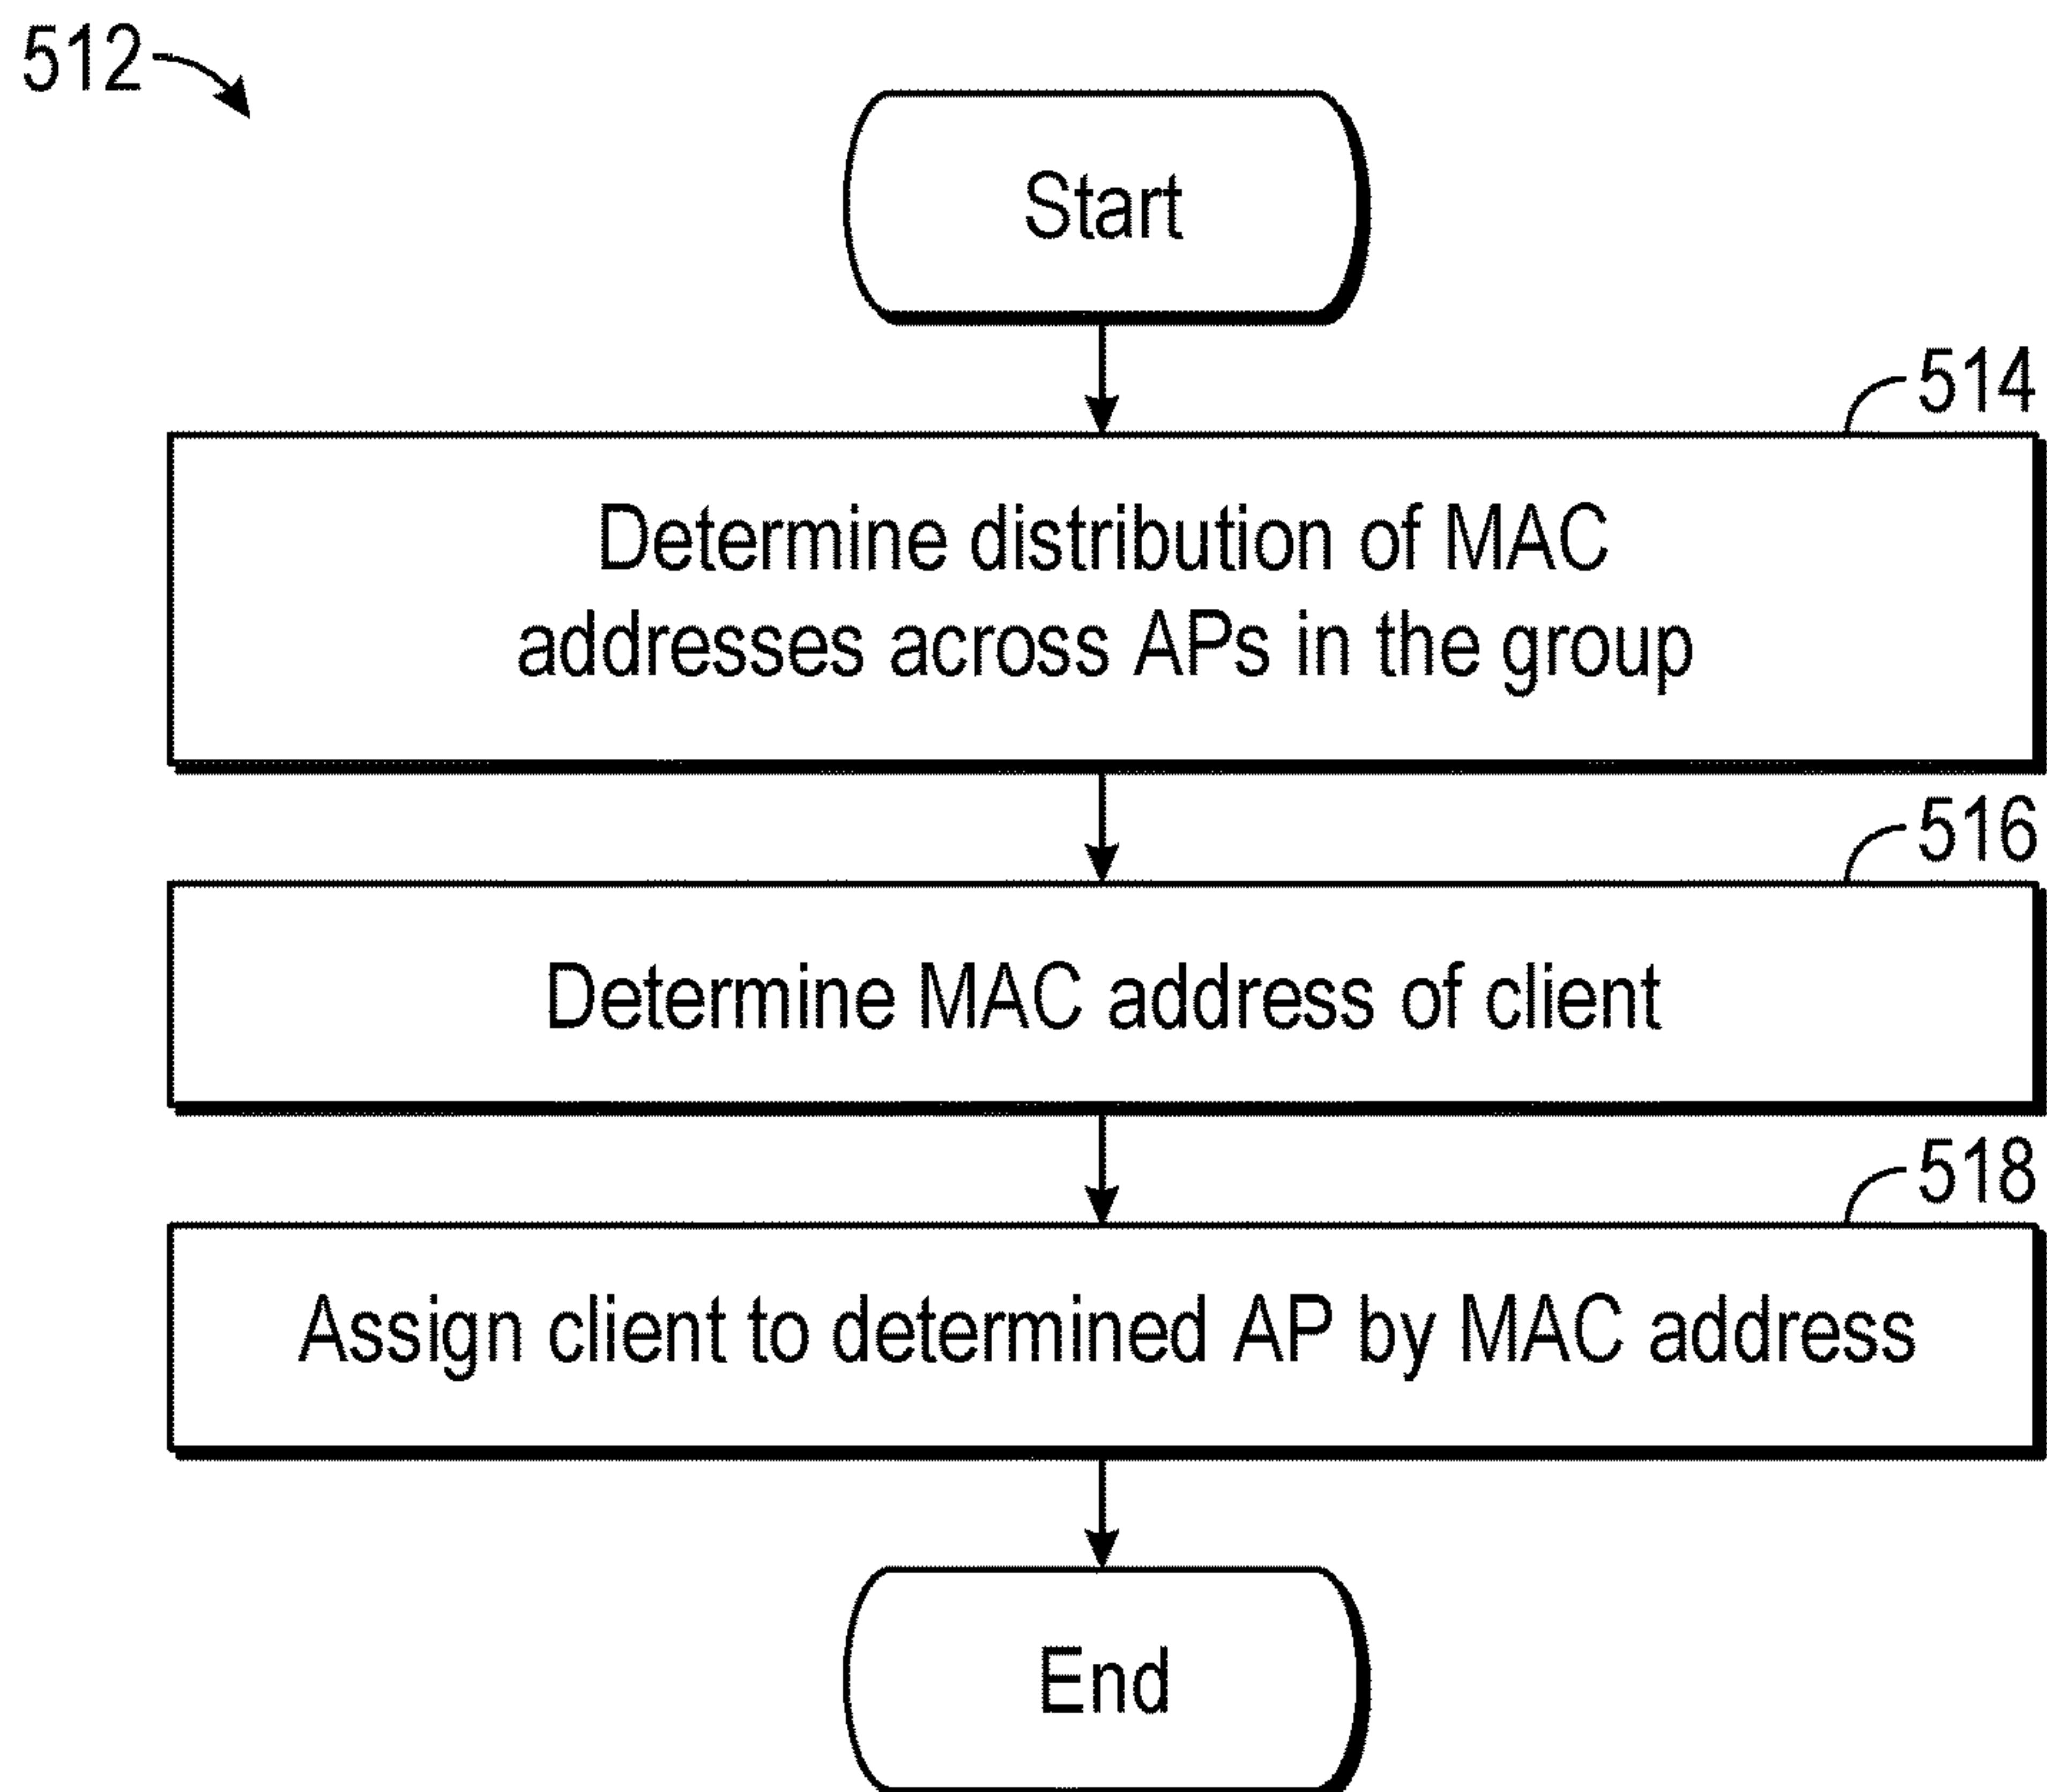 512
Start
514
Determine distribution of MAC
addresses across APs in the group
516
Determine MAC address of client
518
Assign client to determined AP by MAC address
End